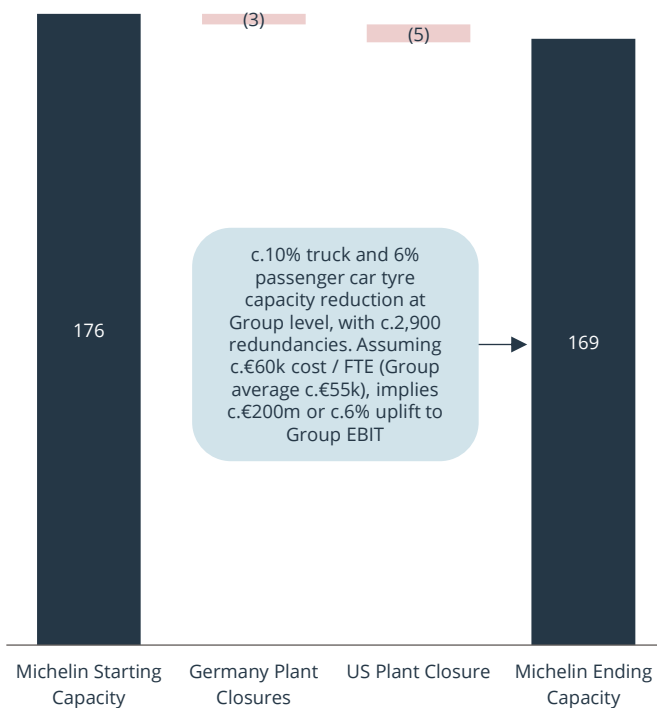 (3)
(5)
c.10% truck and 6%
passenger car tyre
capacity reduction at
Group level, with c.2,900
redundancies. Assuming
c.€60k cost / FTE (Group
average c.€55k), implies
c.€200m or c.6% uplift to
Group EBIT
176
169
Michelin Starting
Capacity
Germany Plant
Closures
US Plant Closure
Michelin Ending
Capacity